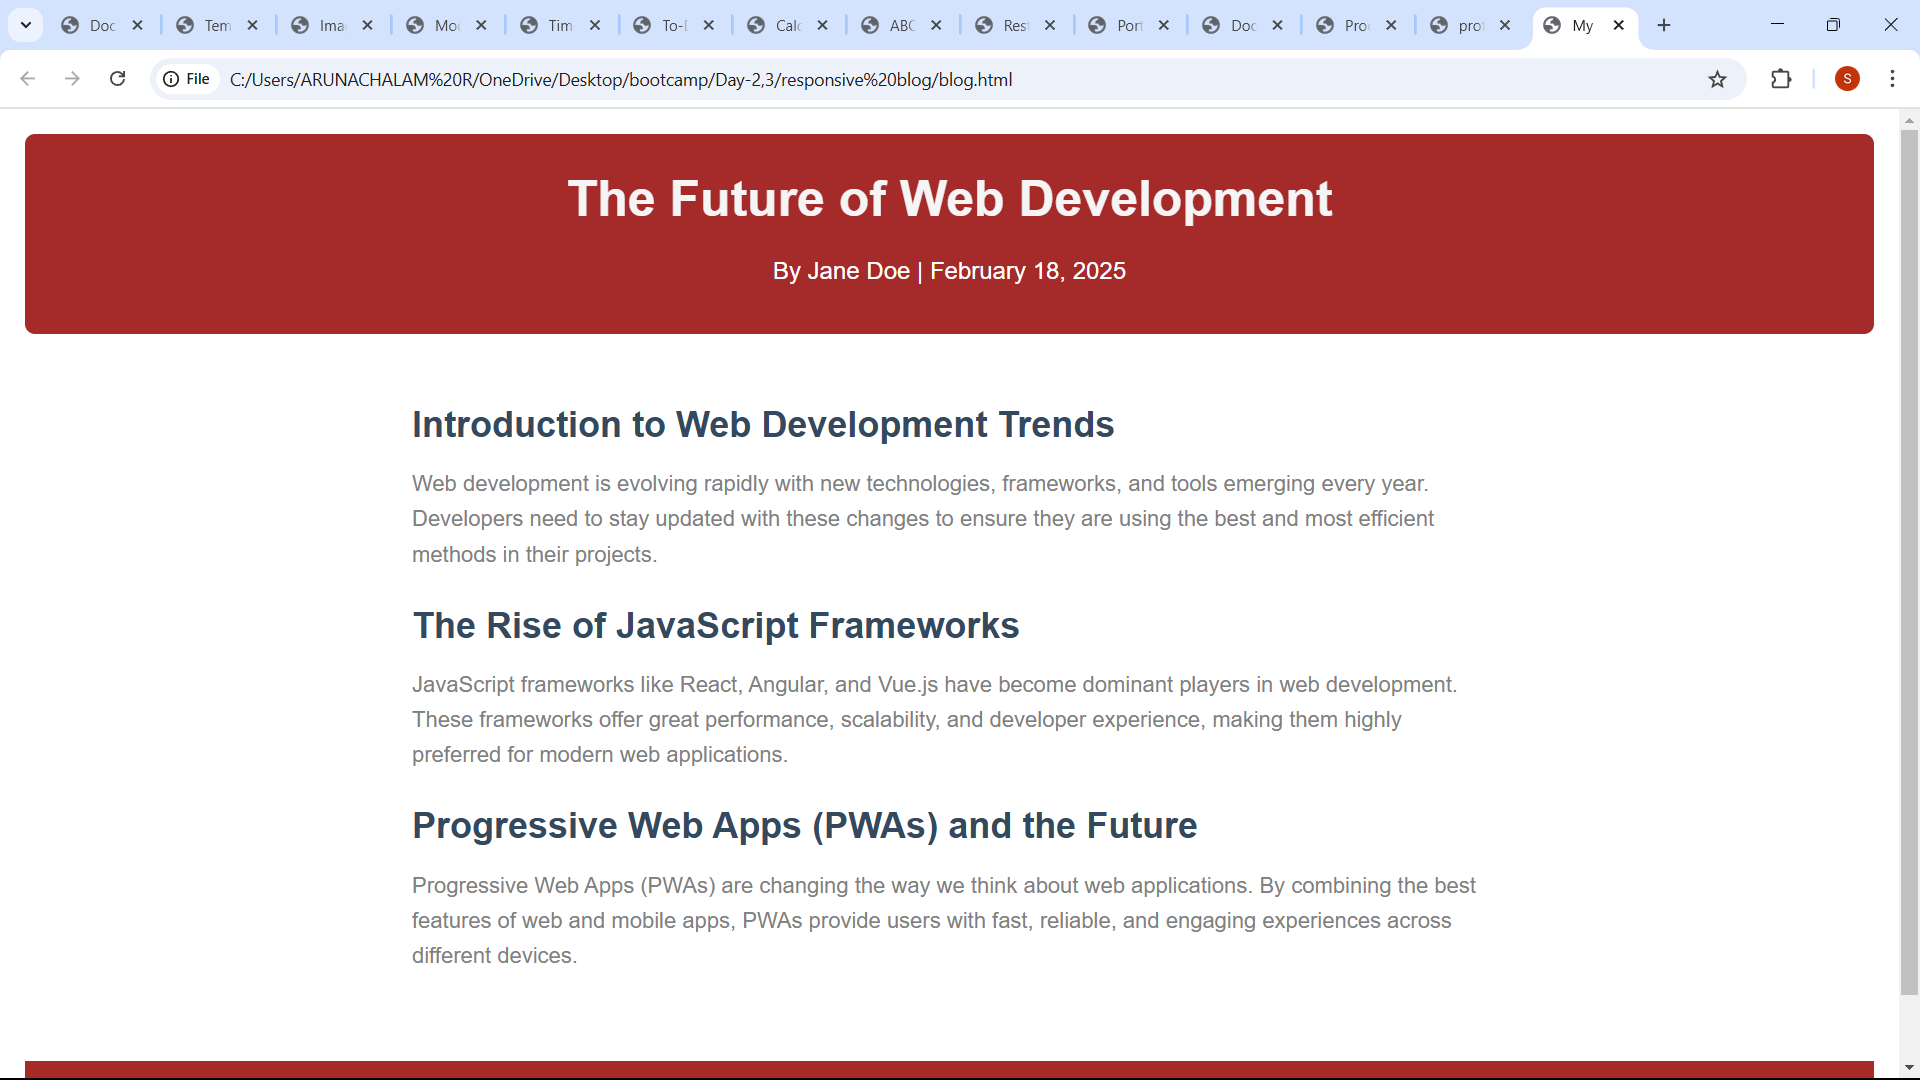 Doc Tem Ima Moc Tim To-D Calc ABC Rest Port Doc Proc prof My
File C:/Users/ARUNACHALAM%20R/OneDrive/Desktop/bootcamp/Day-2,3/responsive%20blog/blog.html S
The Future of Web Development
By Jane Doe | February 18, 2025
Introduction to Web Development Trends
Web development is evolving rapidly with new technologies, frameworks, and tools emerging every year.
Developers need to stay updated with these changes to ensure they are using the best and most efficient
methods in their projects.
The Rise of JavaScript Frameworks
JavaScript frameworks like React, Angular, and Vue.js have become dominant players in web development.
These frameworks offer great performance, scalability, and developer experience, making them highly
preferred for modern web applications.
Progressive Web Apps (PWAs) and the Future
Progressive Web Apps (PWAs) are changing the way we think about web applications. By combining the best
features of web and mobile apps, PWAs provide users with fast, reliable, and engaging experiences across
different devices.